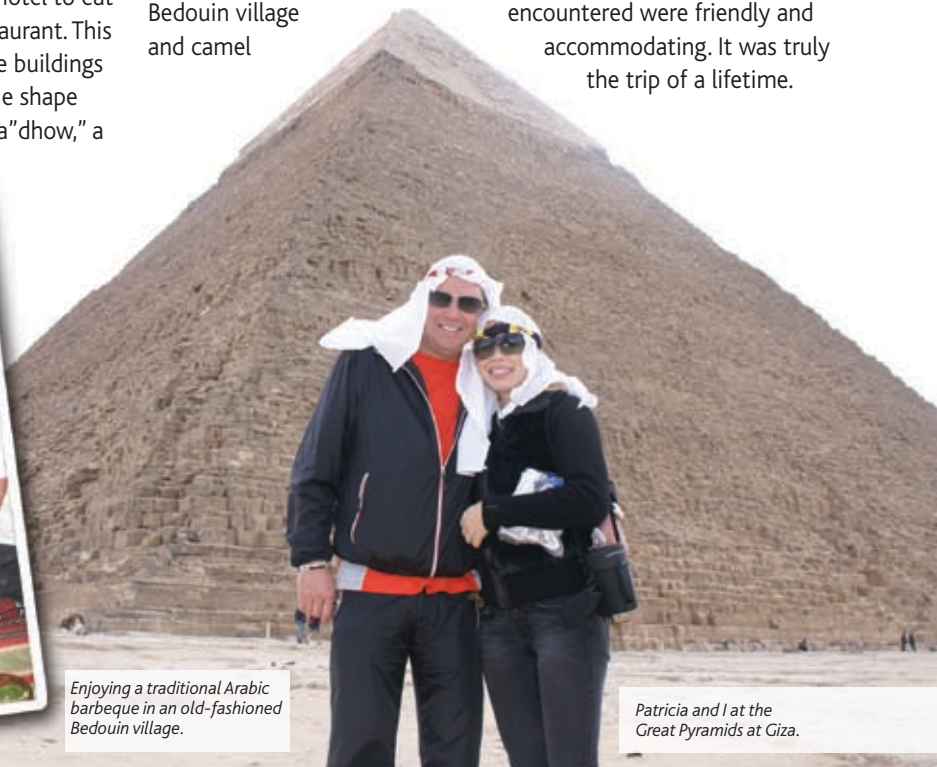 hotel to eat
aurant. This
e buildings
e shape
a”dhow,” a
Bedouin village
and camel
encountered were friendly and
accommodating. It was truly
the trip of a lifetime.
Enjoying a traditional Arabic
barbeque in an old-fashioned
Bedouin village.
Patricia and I at the
Great Pyramids at Giza.